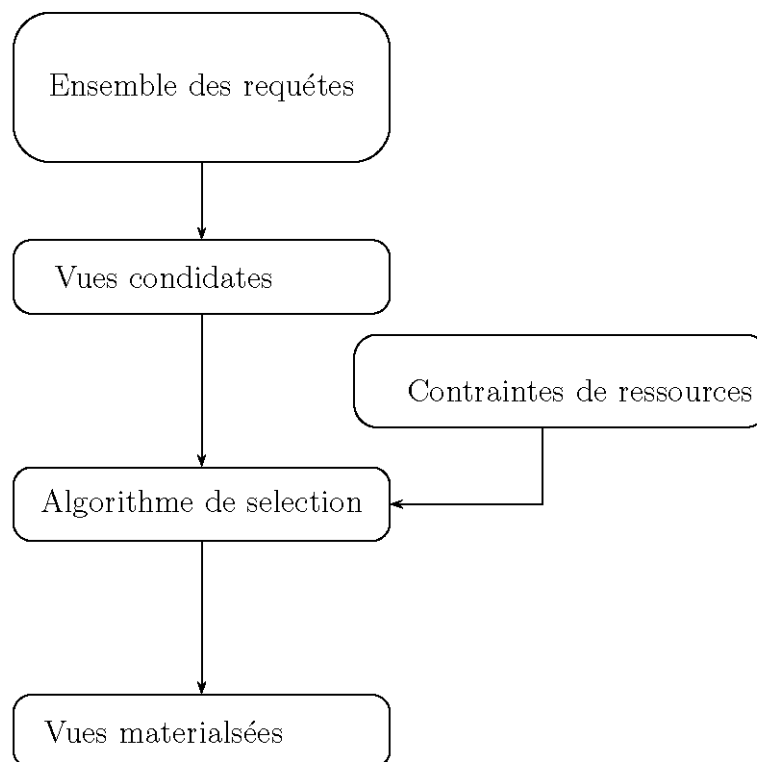 Ensemble des requétes
Vues condidates
Contraintes de ressources
Algorithme de selection
Vues materialsées